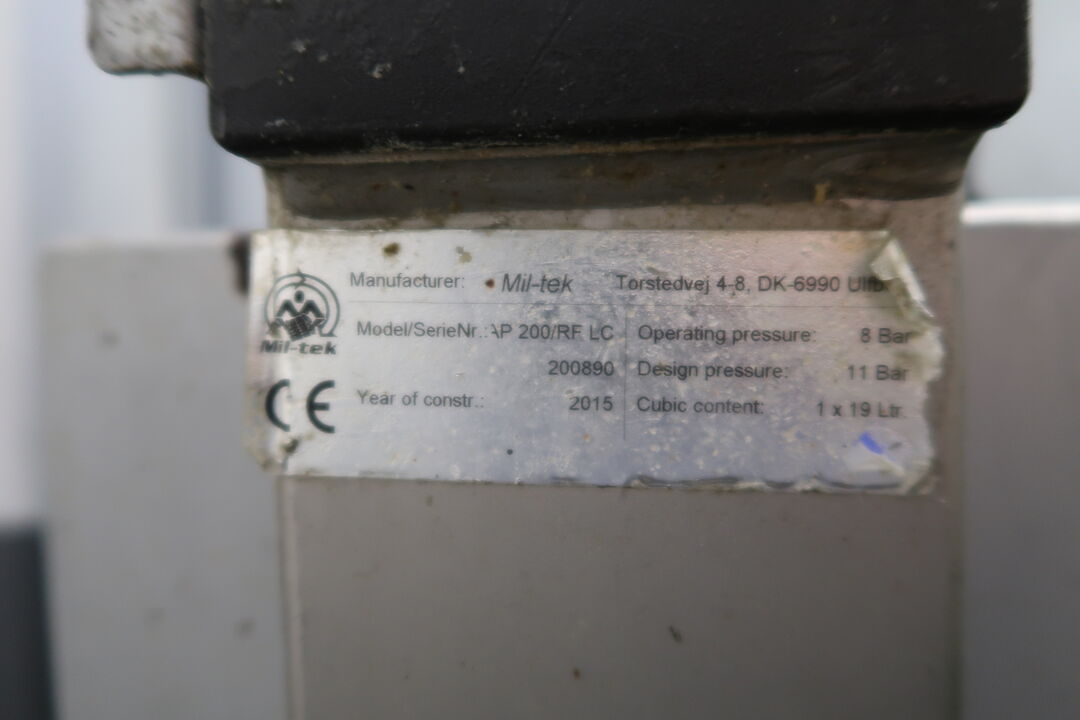 Manufacturer: Mil-tek Torstedvej 4-8, DK-6990
Mil-tek
Model/SerieNr.: AP 200/RF LC Operating pressure: 8 Bar
200890 Design pressure: 11 Bar
CE Year of constr.: 2015 Cubic content: 1 x 19 Ltr.